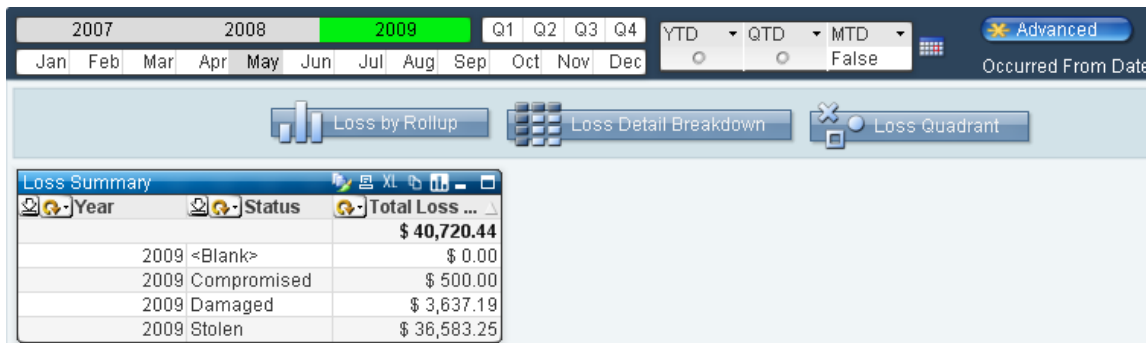 2007 2008 2009 Q1 Q2 Q3 Q4 YTD QTD MTD Advanced
Jan Feb Mar Apr May Jun Jul Aug Sep Oct Nov Dec False Occurred From Date
Loss by Rollup Loss Detail Breakdown Loss Quadrant
Loss Summary XL
Year Status Total Loss ...
$ 40,720.44
2009 <Blank> $ 0.00
2009 Compromised $ 500.00
2009 Damaged $ 3,637.19
2009 Stolen $ 36,583.25